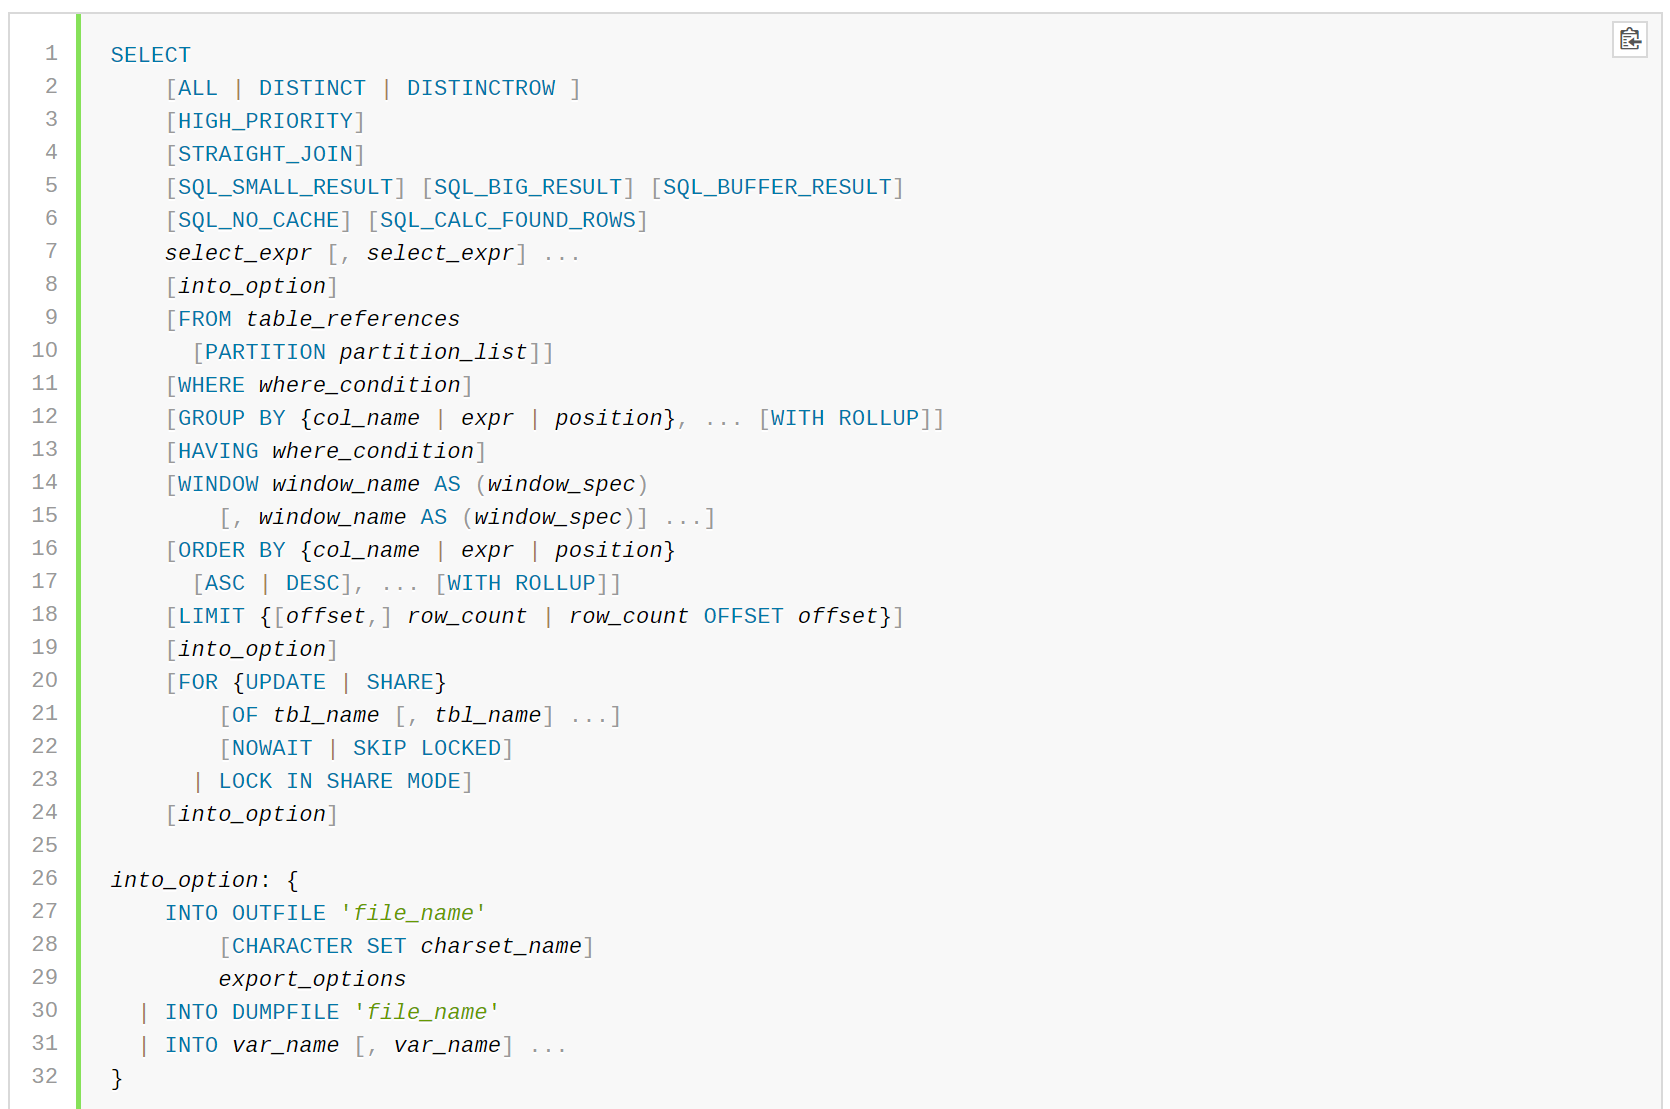 1 SELECT
2 [ALL | DISTINCT | DISTINCTROW ]
3 [HIGH_PRIORITY]
4 [STRAIGHT_JOIN]
5 [SQL_SMALL_RESULT] [SQL_BIG_RESULT] [SQL_BUFFER_RESULT]
6 [SQL_NO_CACHE] [SQL_CALC_FOUND_ROWS]
7 select_expr [, select_expr] ...
8 [into_option]
9 [FROM table_references
10 [PARTITION partition_list]]
11 [WHERE where_condition]
12 [GROUP BY {col_name | expr | position}, ... [WITH ROLLUP]]
13 [HAVING where_condition]
14 [WINDOW window_name AS (window_spec)
15 [, window_name AS (window_spec)] ...]
16 [ORDER BY {col_name | expr | position}
17 [ASC | DESC], ... [WITH ROLLUP]]
18 [LIMIT {[offset,] row_count | row_count OFFSET offset}]
19 [into_option]
20 [FOR {UPDATE | SHARE}
21 [OF tbl_name [, tbl_name] ...]
22 [NOWAIT | SKIP LOCKED]
23 | LOCK IN SHARE MODE]
24 [into_option]
25
26 into_option: {
27 INTO OUTFILE 'file_name'
28 [CHARACTER SET charset_name]
29 export_options
30 | INTO DUMPFILE 'file_name'
31 | INTO var_name [, var_name] ...
32 }